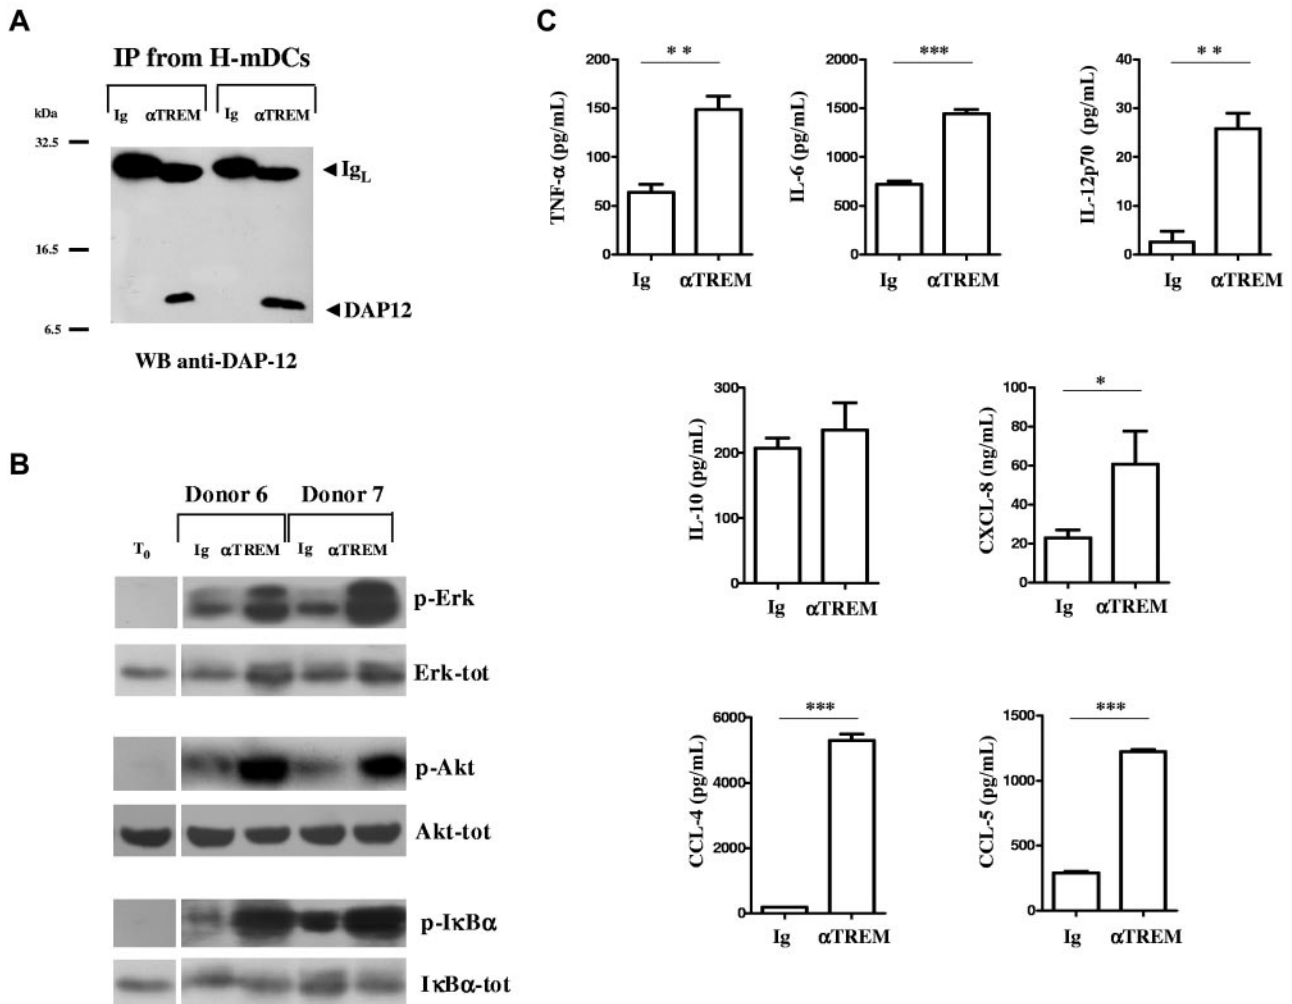 A
IP from H-mDCs
Ig αTREM Ig αTREM
kDa
32.5
IgL
16.5
DAP12
6.5
WB anti-DAP-12
B
Donor 6 Donor 7
T0 Ig αTREM Ig αTREM
p-Erk
Erk-tot
p-Akt
Akt-tot
p-IκBα
IκBα-tot
C
TNF-α (pg/mL)
200
150
100
50
0
* *
Ig αTREM
IL-6 (pg/mL)
2000
1500
1000
500
0
***
Ig αTREM
IL-12p70 (pg/mL)
40
30
20
10
0
* *
Ig αTREM
IL-10 (pg/mL)
300
200
100
0
Ig αTREM
CXCL-8 (ng/mL)
100
80
60
40
20
0
*
Ig αTREM
CCL-4 (pg/mL)
6000
4000
2000
0
***
Ig αTREM
CCL-5 (pg/mL)
1500
1000
500
0
***
Ig αTREM